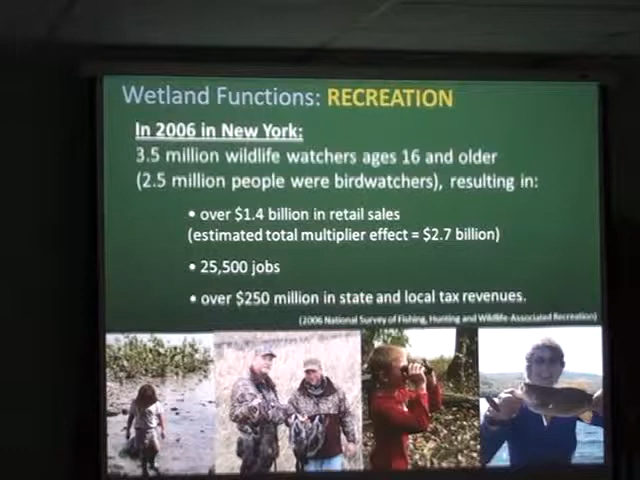 Wetland Functions: RECREATION
In 2006 in New York:
3.5 million wildlife watchers ages 16 and older
(2.5 million people were birdwatchers), resulting in:
• over $1.4 billion in retail sales
(estimated total multiplier effect = $2.7 billion)
• 25,500 jobs
• over $250 million in state and local tax revenues.
(2006 National Survey of Fishing, Hunting and Wildlife-Associated Recreation)